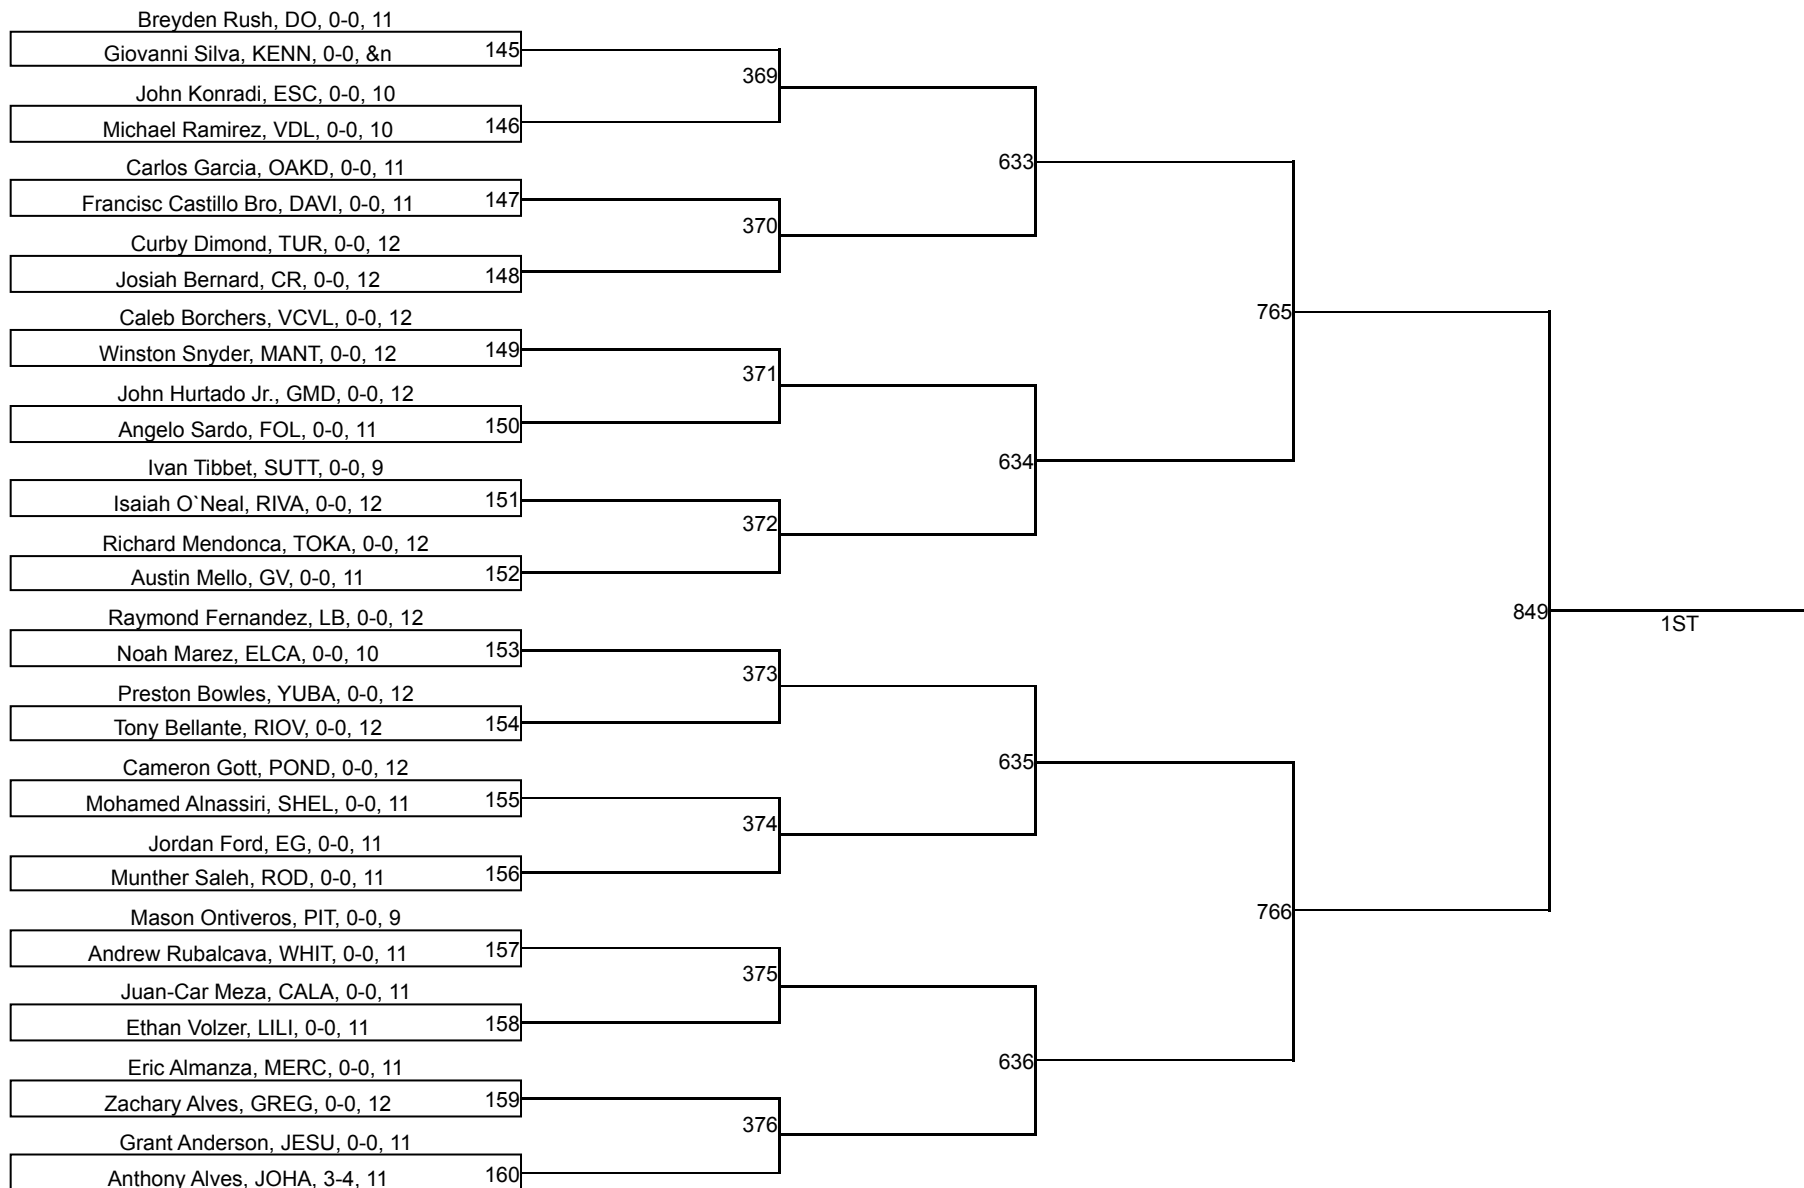 Breyden Rush, DO, 0-0, 11
Giovanni Silva, KENN, 0-0, &n 145
369
John Konradi, ESC, 0-0, 10
Michael Ramirez, VDL, 0-0, 10 146
633
Carlos Garcia, OAKD, 0-0, 11
Francisc Castillo Bro, DAVI, 0-0, 11 147
370
Curby Dimond, TUR, 0-0, 12
Josiah Bernard, CR, 0-0, 12 148
765
Caleb Borchers, VCVL, 0-0, 12
Winston Snyder, MANT, 0-0, 12 149
371
John Hurtado Jr., GMD, 0-0, 12
Angelo Sardo, FOL, 0-0, 11 150
634
Ivan Tibbet, SUTT, 0-0, 9
Isaiah O`Neal, RIVA, 0-0, 12 151
372
Richard Mendonca, TOKA, 0-0, 12
Austin Mello, GV, 0-0, 11 152
849
1ST
Raymond Fernandez, LB, 0-0, 12
Noah Marez, ELCA, 0-0, 10 153
373
Preston Bowles, YUBA, 0-0, 12
Tony Bellante, RIOV, 0-0, 12 154
635
Cameron Gott, POND, 0-0, 12
Mohamed Alnassiri, SHEL, 0-0, 11 155
374
Jordan Ford, EG, 0-0, 11
Munther Saleh, ROD, 0-0, 11 156
766
Mason Ontiveros, PIT, 0-0, 9
Andrew Rubalcava, WHIT, 0-0, 11 157
375
Juan-Car Meza, CALA, 0-0, 11
Ethan Volzer, LILI, 0-0, 11 158
636
Eric Almanza, MERC, 0-0, 11
Zachary Alves, GREG, 0-0, 12 159
376
Grant Anderson, JESU, 0-0, 11
Anthony Alves, JOHA, 3-4, 11 160